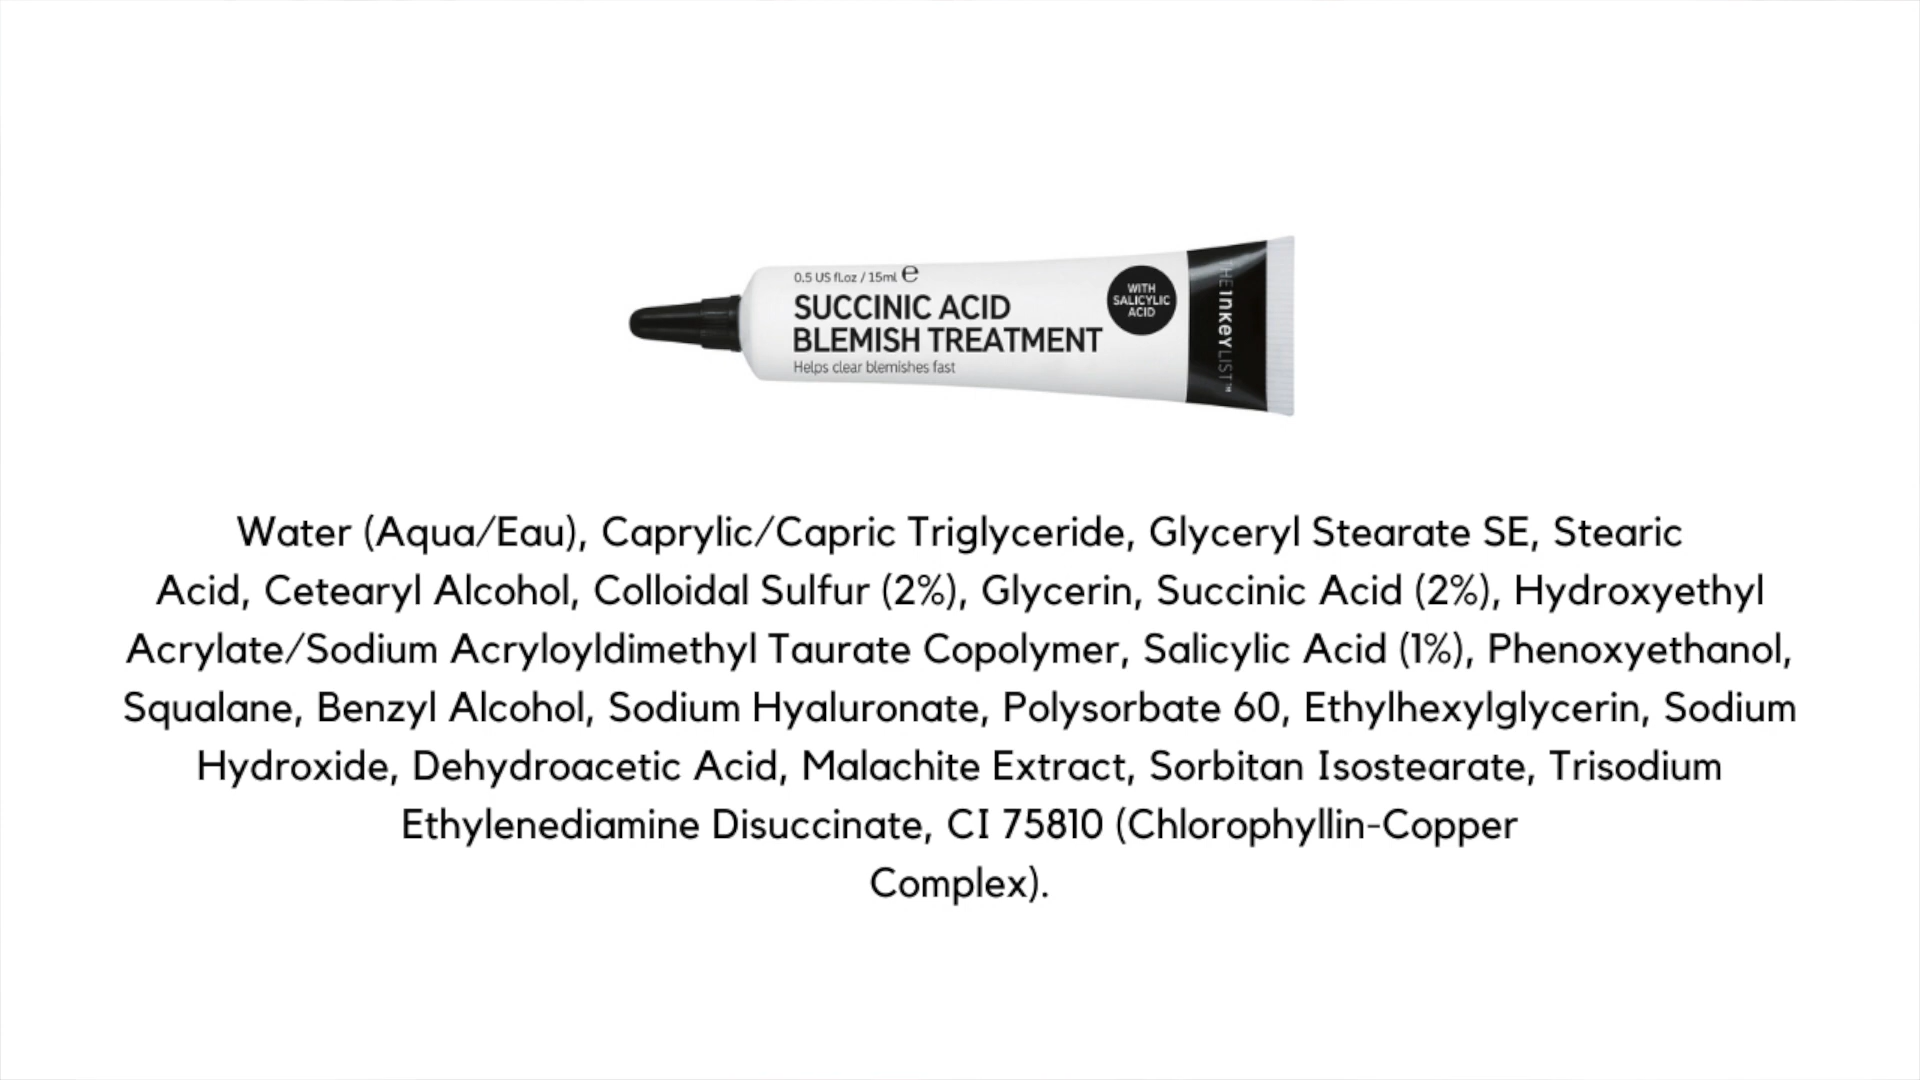 0.5 US fl.oz / 15ml ℮
SUCCINIC ACID
BLEMISH TREATMENT
Helps clear blemishes fast
WITH
SALICYLIC
ACID
THE INKEY LIST™
Water (Aqua/Eau), Caprylic/Capric Triglyceride, Glyceryl Stearate SE, Stearic
Acid, Cetearyl Alcohol, Colloidal Sulfur (2%), Glycerin, Succinic Acid (2%), Hydroxyethyl
Acrylate/Sodium Acryloyldimethyl Taurate Copolymer, Salicylic Acid (1%), Phenoxyethanol,
Squalane, Benzyl Alcohol, Sodium Hyaluronate, Polysorbate 60, Ethylhexylglycerin, Sodium
Hydroxide, Dehydroacetic Acid, Malachite Extract, Sorbitan Isostearate, Trisodium
Ethylenediamine Disuccinate, CI 75810 (Chlorophyllin-Copper
Complex).